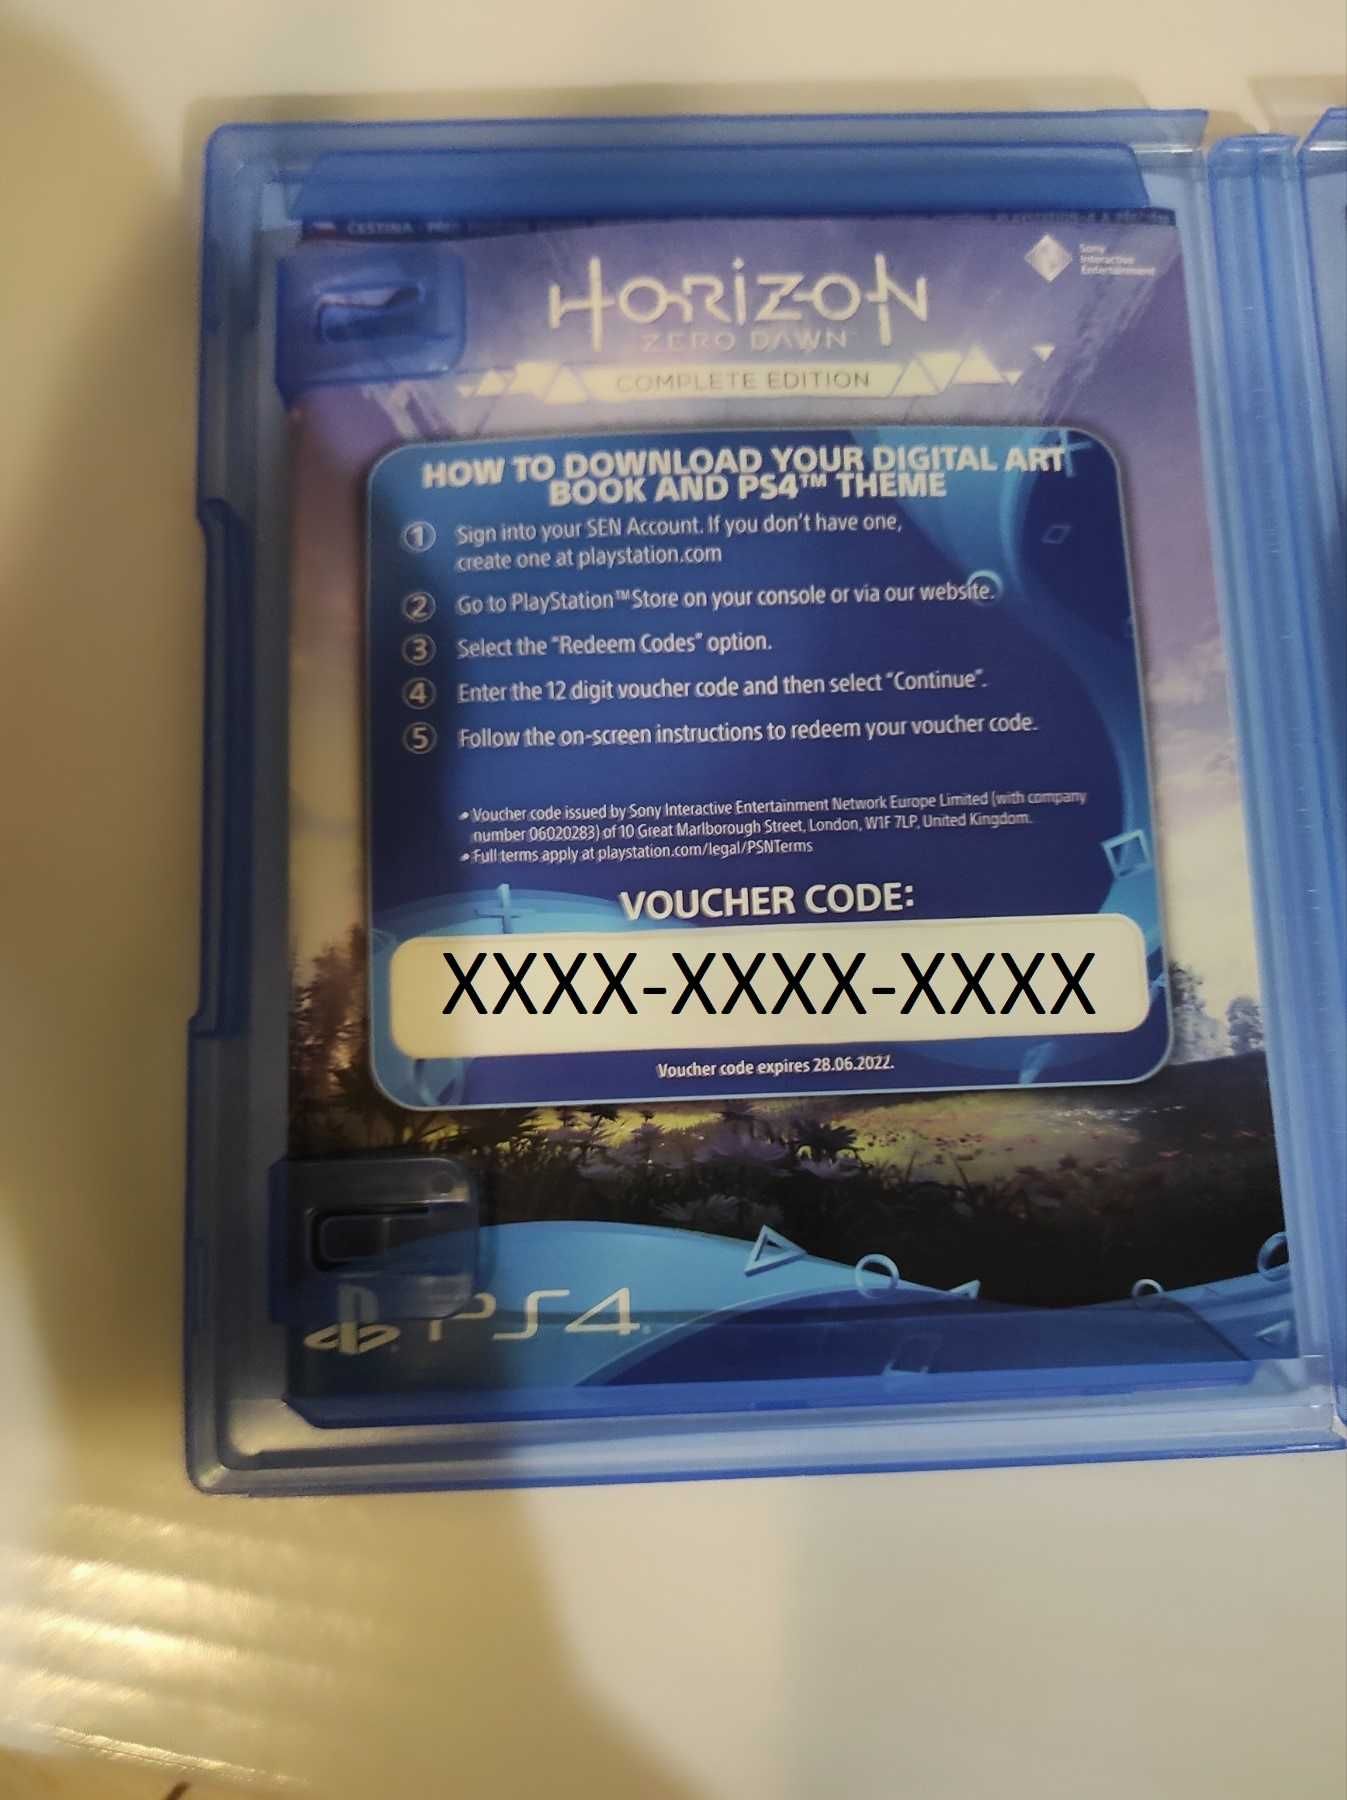 ČEŠTINA
Sony
Interactive
Entertainment
HORIZON
ZERO DAWN™
COMPLETE EDITION
HOW TO DOWNLOAD YOUR DIGITAL ART
BOOK AND PS4™ THEME
1 Sign into your SEN Account. If you don't have one,
create one at playstation.com
2 Go to PlayStation™Store on your console or via our website.
3 Select the "Redeem Codes" option.
4 Enter the 12 digit voucher code and then select "Continue".
5 Follow the on-screen instructions to redeem your voucher code.
• Voucher code issued by Sony Interactive Entertainment Network Europe Limited (with company
number 06020283) of 10 Great Marlborough Street, London, W1F 7LP, United Kingdom.
• Full terms apply at playstation.com/legal/PSNTerms
VOUCHER CODE:
XXXX-XXXX-XXXX
Voucher code expires 28.06.2022.
PS4